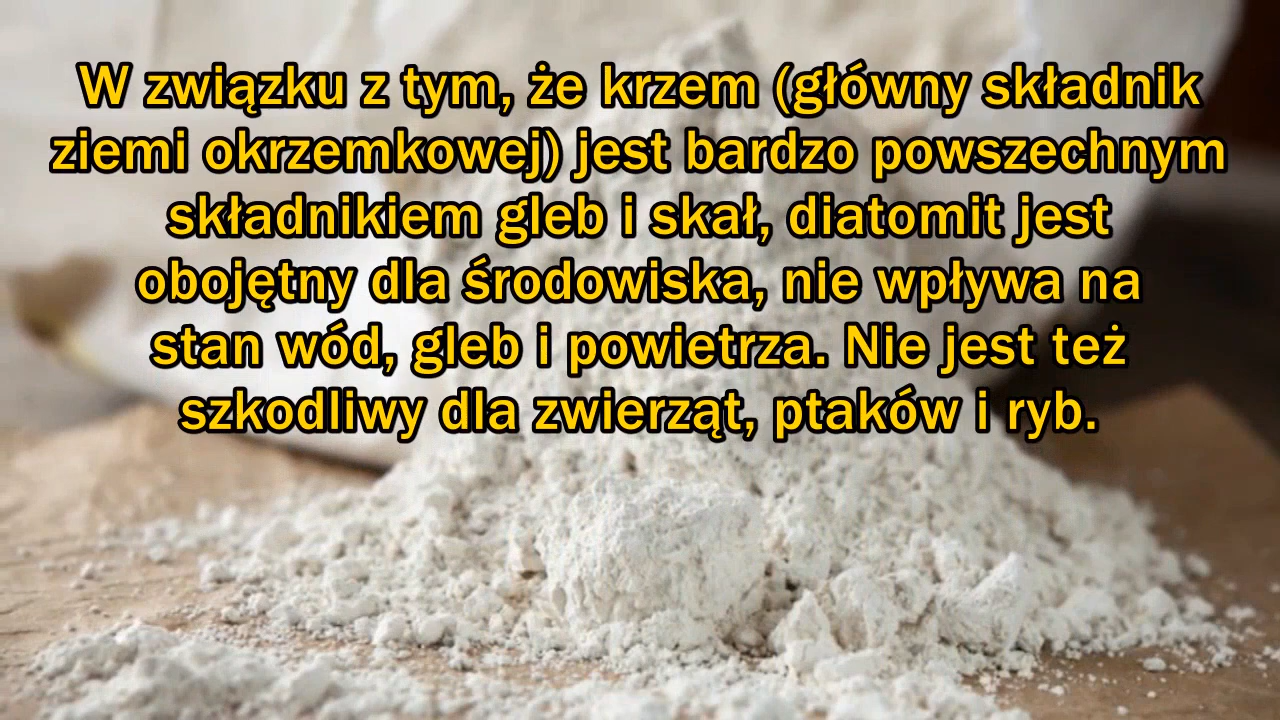 W związku z tym, że krzem (główny składnik
ziemi okrzemkowej) jest bardzo powszechnym
składnikiem gleb i skał, diatomit jest
obojętny dla środowiska, nie wpływa na
stan wód, gleb i powietrza. Nie jest też
szkodliwy dla zwierząt, ptaków i ryb.